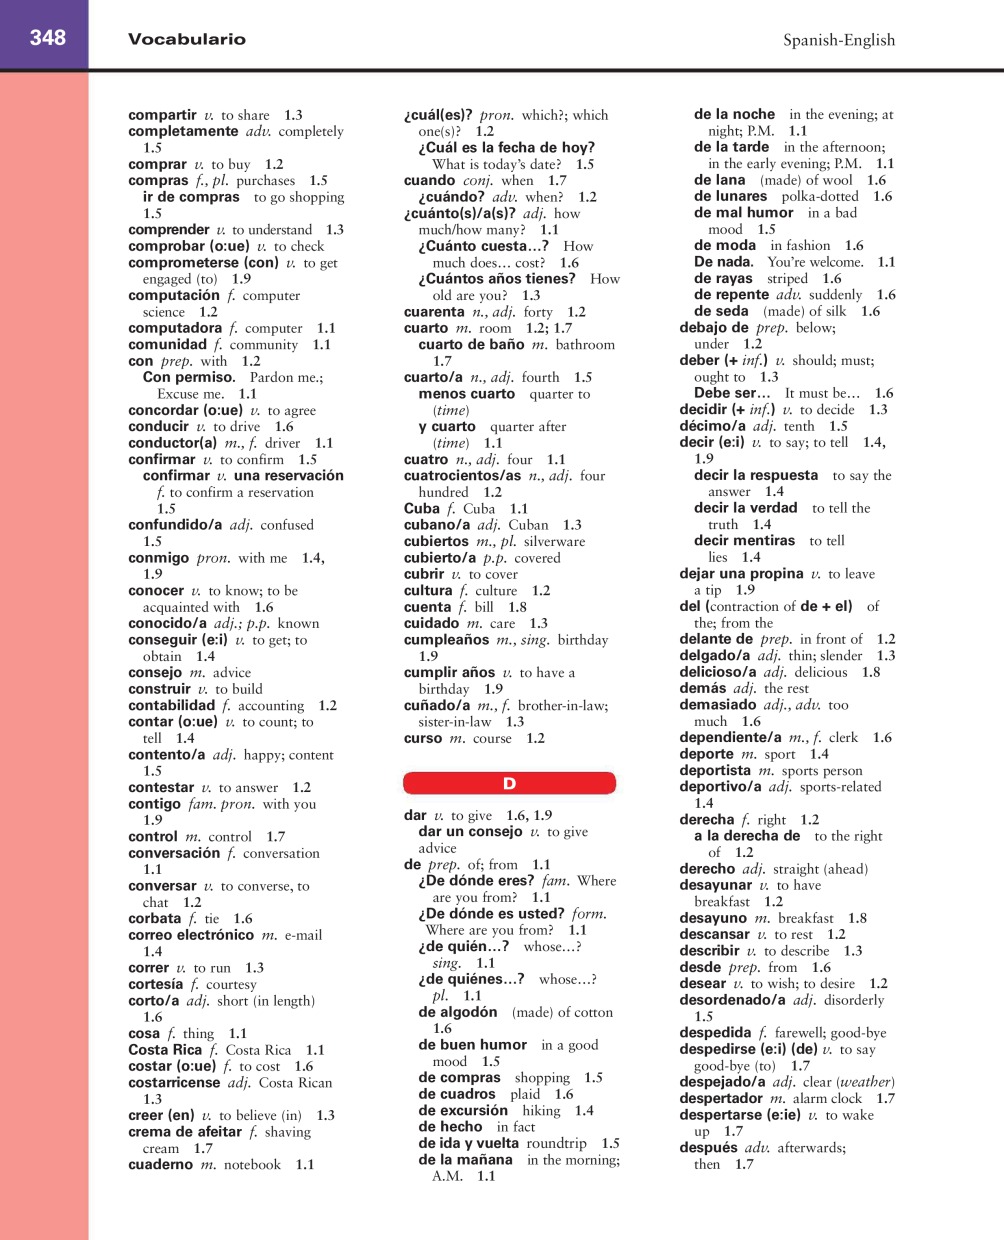 348
Vocabulario
Spanish-English
compartir v. to share 1.3
completamente adv. completely
1.5
comprar v. to buy 1.2
compras f., pl. purchases 1.5
ir de compras to go shopping
1.5
comprender v. to understand 1.3
comprobar (o:ue) v. to check
comprometerse (con) v. to get
engaged (to) 1.9
computación f. computer
science 1.2
computadora f. computer 1.1
comunidad f. community 1.1
con prep. with 1.2
Con permiso. Pardon me.;
Excuse me. 1.1
concordar (o:ue) v. to agree
conducir v. to drive 1.6
conductor(a) m., f. driver 1.1
confirmar v. to confirm 1.5
confirmar v. una reservación
f. to confirm a reservation
1.5
confundido/a adj. confused
1.5
conmigo pron. with me 1.4,
1.9
conocer v. to know; to be
acquainted with 1.6
conocido/a adj.; p.p. known
conseguir (e:i) v. to get; to
obtain 1.4
consejo m. advice
construir v. to build
contabilidad f. accounting 1.2
contar (o:ue) v. to count; to
tell 1.4
contento/a adj. happy; content
1.5
contestar v. to answer 1.2
contigo fam. pron. with you
1.9
control m. control 1.7
conversación f. conversation
1.1
conversar v. to converse, to
chat 1.2
corbata f. tie 1.6
correo electrónico m. e-mail
1.4
correr v. to run 1.3
cortesía f. courtesy
corto/a adj. short (in length)
1.6
cosa f. thing 1.1
Costa Rica f. Costa Rica 1.1
costar (o:ue) f. to cost 1.6
costarricense adj. Costa Rican
1.3
creer (en) v. to believe (in) 1.3
crema de afeitar f. shaving
cream 1.7
cuaderno m. notebook 1.1
¿cuál(es)? pron. which?; which
one(s)? 1.2
¿Cuál es la fecha de hoy?
What is today's date? 1.5
cuando conj. when 1.7
¿cuándo? adv. when? 1.2
¿cuánto(s)/a(s)? adj. how
much/how many? 1.1
¿Cuánto cuesta...? How
much does... cost? 1.6
¿Cuántos años tienes? How
old are you? 1.3
cuarenta n., adj. forty 1.2
cuarto m. room 1.2; 1.7
cuarto de baño m. bathroom
1.7
cuarto/a n., adj. fourth 1.5
menos cuarto quarter to
(time)
y cuarto quarter after
(time) 1.1
cuatro n., adj. four 1.1
cuatrocientos/as n., adj. four
hundred 1.2
Cuba f. Cuba 1.1
cubano/a adj. Cuban 1.3
cubiertos m., pl. silverware
cubierto/a p.p. covered
cubrir v. to cover
cultura f. culture 1.2
cuenta f. bill 1.8
cuidado m. care 1.3
cumpleaños m., sing. birthday
1.9
cumplir años v. to have a
birthday 1.9
cuñado/a m., f. brother-in-law;
sister-in-law 1.3
curso m. course 1.2
D
dar v. to give 1.6, 1.9
dar un consejo v. to give
advice
de prep. of; from 1.1
¿De dónde eres? fam. Where
are you from? 1.1
¿De dónde es usted? form.
Where are you from? 1.1
¿de quién...? whose...?
sing. 1.1
¿de quiénes...? whose...?
pl. 1.1
de algodón (made) of cotton
1.6
de buen humor in a good
mood 1.5
de compras shopping 1.5
de cuadros plaid 1.6
de excursión hiking 1.4
de hecho in fact
de ida y vuelta roundtrip 1.5
de la mañana in the morning;
A.M. 1.1
de la noche in the evening; at
night; P.M. 1.1
de la tarde in the afternoon;
in the early evening; P.M. 1.1
de lana (made) of wool 1.6
de lunares polka-dotted 1.6
de mal humor in a bad
mood 1.5
de moda in fashion 1.6
De nada. You're welcome. 1.1
de rayas striped 1.6
de repente adv. suddenly 1.6
de seda (made) of silk 1.6
debajo de prep. below;
under 1.2
deber (+ inf.) v. should; must;
ought to 1.3
Debe ser... It must be... 1.6
decidir (+ inf.) v. to decide 1.3
décimo/a adj. tenth 1.5
decir (e:i) v. to say; to tell 1.4,
1.9
decir la respuesta to say the
answer 1.4
decir la verdad to tell the
truth 1.4
decir mentiras to tell
lies 1.4
dejar una propina v. to leave
a tip 1.9
del (contraction of de + el) of
the; from the
delante de prep. in front of 1.2
delgado/a adj. thin; slender 1.3
delicioso/a adj. delicious 1.8
demás adj. the rest
demasiado adj., adv. too
much 1.6
dependiente/a m., f. clerk 1.6
deporte m. sport 1.4
deportista m. sports person
deportivo/a adj. sports-related
1.4
derecha f. right 1.2
a la derecha de to the right
of 1.2
derecho adj. straight (ahead)
desayunar v. to have
breakfast 1.2
desayuno m. breakfast 1.8
descansar v. to rest 1.2
describir v. to describe 1.3
desde prep. from 1.6
desear v. to wish; to desire 1.2
desordenado/a adj. disorderly
1.5
despedida f. farewell; good-bye
despedirse (e:i) (de) v. to say
good-bye (to) 1.7
despejado/a adj. clear (weather)
despertador m. alarm clock 1.7
despertarse (e:ie) v. to wake
up 1.7
después adv. afterwards;
then 1.7